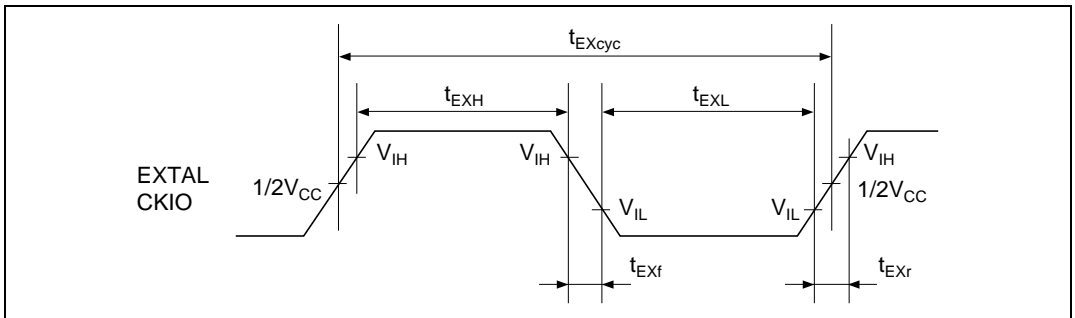 tEXcyc
tEXH
tEXL
VIH
VIH
VIH
EXTAL
CKIO
1/2VCC
1/2VCC
VIL
VIL
tEXf
tEXr